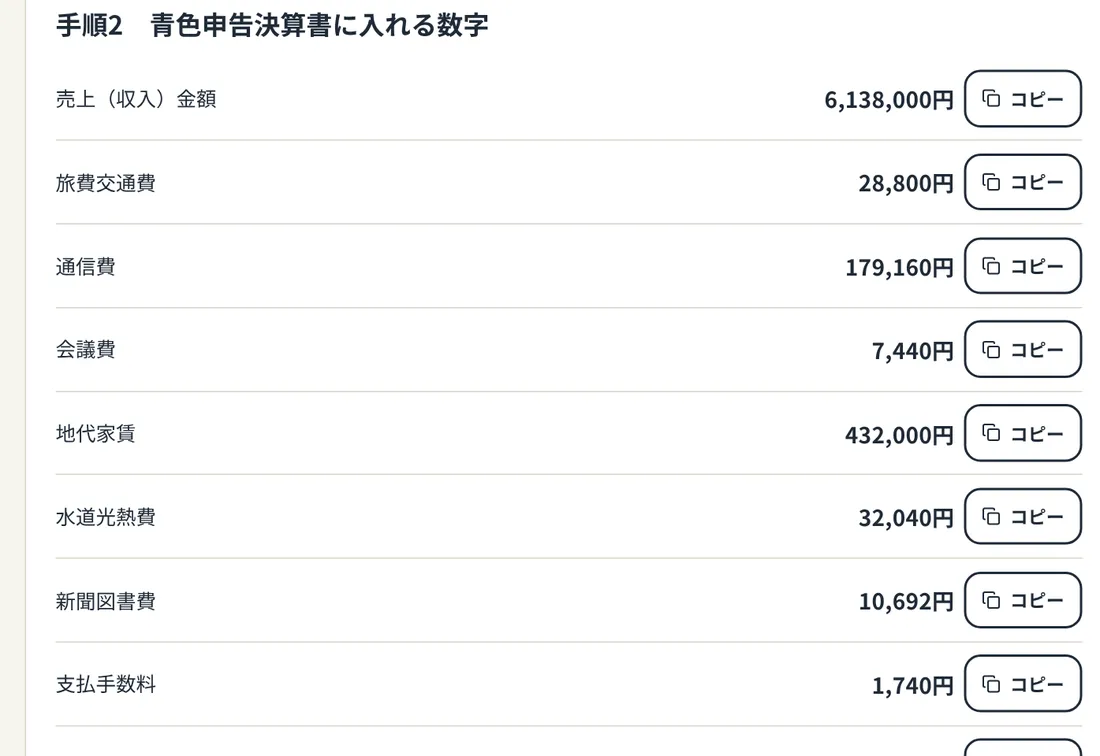 手順2　青色申告決算書に入れる数字
売上（収入）金額 6,138,000円 コピー
旅費交通費 28,800円 コピー
通信費 179,160円 コピー
会議費 7,440円 コピー
地代家賃 432,000円 コピー
水道光熱費 32,040円 コピー
新聞図書費 10,692円 コピー
支払手数料 1,740円 コピー